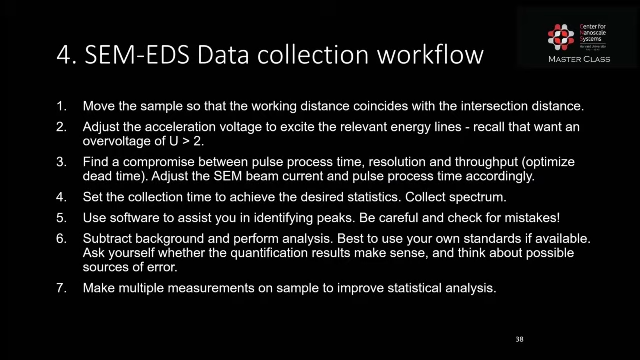 Center for
Nanoscale
Systems
Harvard University
MASTER CLASS
4. SEM-EDS Data collection workflow
1. Move the sample so that the working distance coincides with the intersection distance.
2. Adjust the acceleration voltage to excite the relevant energy lines - recall that want an
overvoltage of U > 2.
3. Find a compromise between pulse process time, resolution and throughput (optimize
dead time). Adjust the SEM beam current and pulse process time accordingly.
4. Set the collection time to achieve the desired statistics. Collect spectrum.
5. Use software to assist you in identifying peaks. Be careful and check for mistakes!
6. Subtract background and perform analysis. Best to use your own standards if available.
Ask yourself whether the quantification results make sense, and think about possible
sources of error.
7. Make multiple measurements on sample to improve statistical analysis.
38